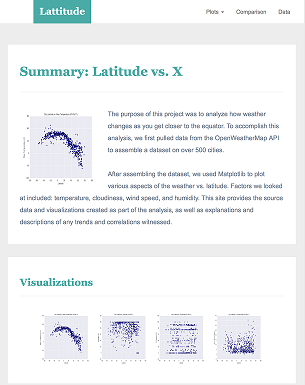 Lattitude
Plots Comparison Data
Summary: Latitude vs. X
The purpose of this project was to analyze how weather
changes as you get closer to the equator. To accomplish this
analysis, we first pulled data from the OpenWeatherMap API
to assemble a dataset on over 500 cities.
After assembling the dataset, we used Matplotlib to plot
various aspects of the weather vs. latitude. Factors we looked
at included: temperature, cloudiness, wind speed, and humidity. This site provides the source
data and visualizations created as part of the analysis, as well as explanations and
descriptions of any trends and correlations witnessed.
Visualizations